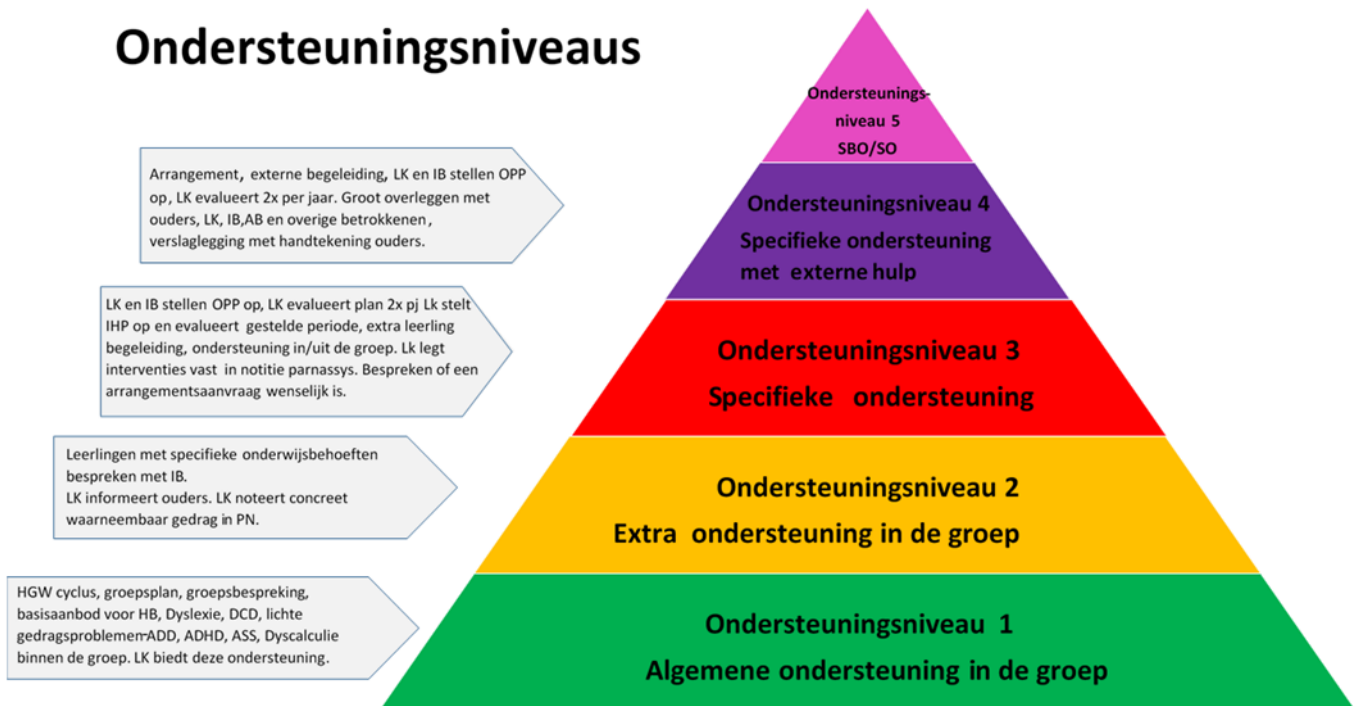 Ondersteuningsniveaus
Ondersteunings-
niveau 5
SBO/SO
Arrangement, externe begeleiding, LK en IB stellen OPP
op, LK evalueert 2x per jaar. Groot overleggen met
ouders, LK, IB,AB en overige betrokkenen,
verslaglegging met handtekening ouders.
Ondersteuningsniveau 4
Specifieke ondersteuning
met externe hulp
LK en IB stellen OPP op, LK evalueert plan 2x pj Lk stelt
IHP op en evalueert gestelde periode, extra leerling
begeleiding, ondersteuning in/uit de groep. Lk legt
interventies vast in notitie parnassys. Bespreken of een
arrangementsaanvraag wenselijk is.
Ondersteuningsniveau 3
Specifieke ondersteuning
Leerlingen met specifieke onderwijsbehoeften
bespreken met IB.
LK informeert ouders. LK noteert concreet
waarneembaar gedrag in PN.
Ondersteuningsniveau 2
Extra ondersteuning in de groep
HGW cyclus, groepsplan, groepsbespreking,
basisaanbod voor HB, Dyslexie, DCD, lichte
gedragsproblemen-ADD, ADHD, ASS, Dyscalculie
binnen de groep. LK biedt deze ondersteuning.
Ondersteuningsniveau 1
Algemene ondersteuning in de groep